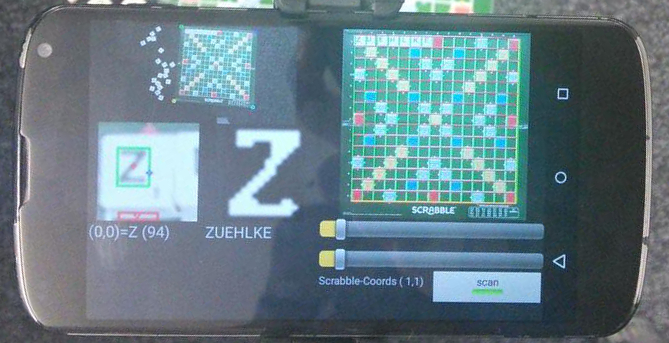 SCRABBLE
Z
Z
(0,0)=Z (94)
ZUEHLKE
Scrabble-Coords ( 1,1)
scan